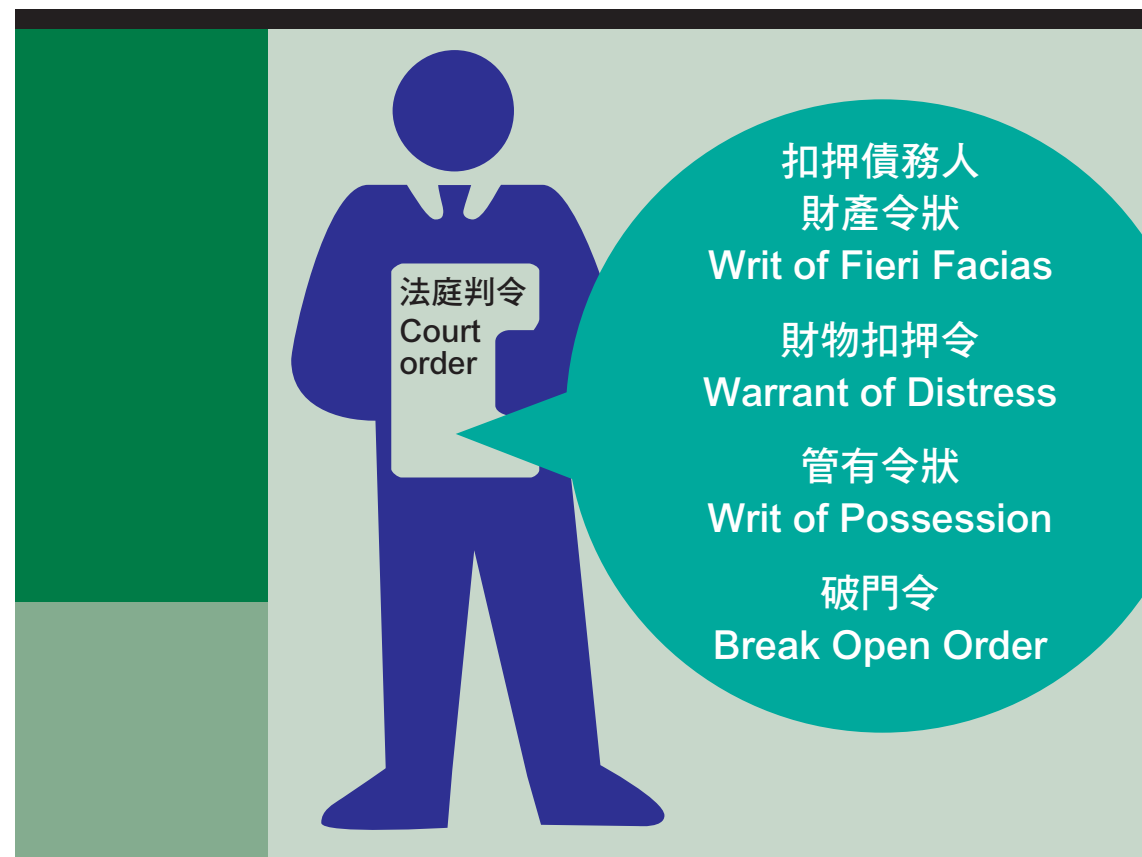 法庭判令
Court
order
扣押債務人
財產令狀
Writ of Fieri Facias
財物扣押令
Warrant of Distress
管有令狀
Writ of Possession
破門令
Break Open Order